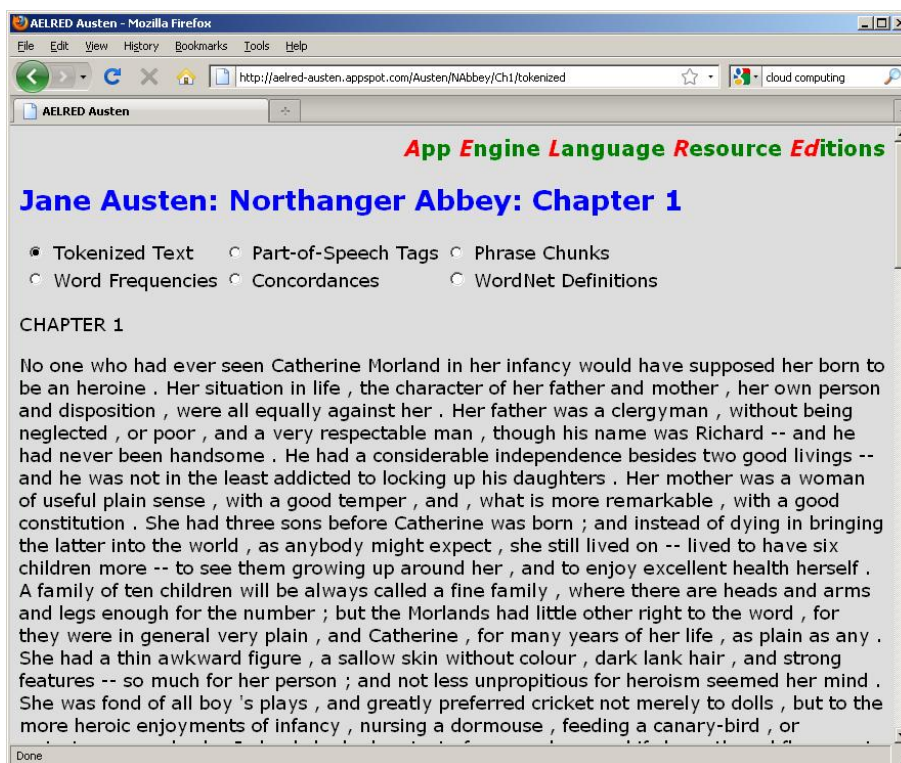 AELRED Austen - Mozilla Firefox
File Edit View History Bookmarks Tools Help
http://aelred-austen.appspot.com/Austen/NAbbey/Ch1/tokenized
cloud computing
AELRED Austen
App Engine Language Resource Editions
Jane Austen: Northanger Abbey: Chapter 1
Tokenized Text Part-of-Speech Tags Phrase Chunks
Word Frequencies Concordances WordNet Definitions
CHAPTER 1
No one who had ever seen Catherine Morland in her infancy would have supposed her born to
be an heroine . Her situation in life , the character of her father and mother , her own person
and disposition , were all equally against her . Her father was a clergyman , without being
neglected , or poor , and a very respectable man , though his name was Richard -- and he
had never been handsome . He had a considerable independence besides two good livings --
and he was not in the least addicted to locking up his daughters . Her mother was a woman
of useful plain sense , with a good temper , and , what is more remarkable , with a good
constitution . She had three sons before Catherine was born ; and instead of dying in bringing
the latter into the world , as anybody might expect , she still lived on -- lived to have six
children more -- to see them growing up around her , and to enjoy excellent health herself .
A family of ten children will be always called a fine family , where there are heads and arms
and legs enough for the number ; but the Morlands had little other right to the word , for
they were in general very plain , and Catherine , for many years of her life , as plain as any .
She had a thin awkward figure , a sallow skin without colour , dark lank hair , and strong
features -- so much for her person ; and not less unpropitious for heroism seemed her mind .
She was fond of all boy 's plays , and greatly preferred cricket not merely to dolls , but to the
more heroic enjoyments of infancy , nursing a dormouse , feeding a canary-bird , or
Done